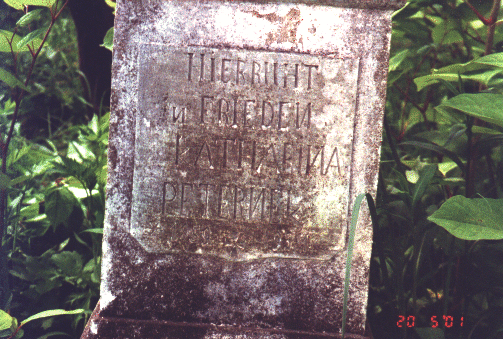 HIER RUHT
in FRIEDEN
KATHARINA
20 5'01